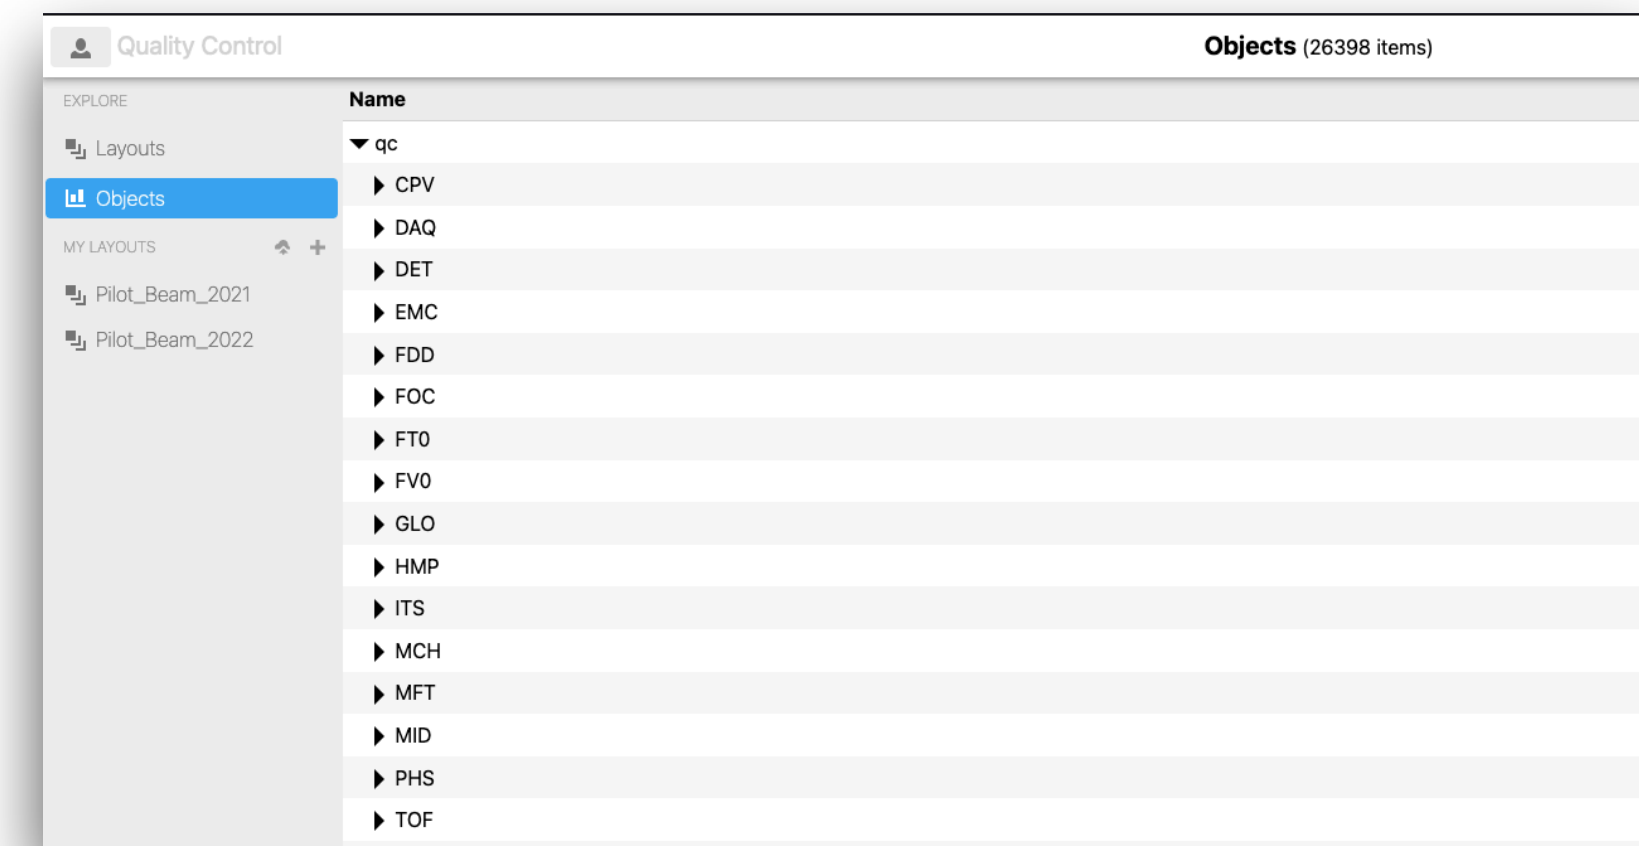 Quality Control
Objects (26398 items)
EXPLORE
Layouts
Objects
MY LAYOUTS
Pilot_Beam_2021
Pilot_Beam_2022
Name
qc
CPV
DAQ
DET
EMC
FDD
FOC
FT0
FV0
GLO
HMP
ITS
MCH
MFT
MID
PHS
TOF